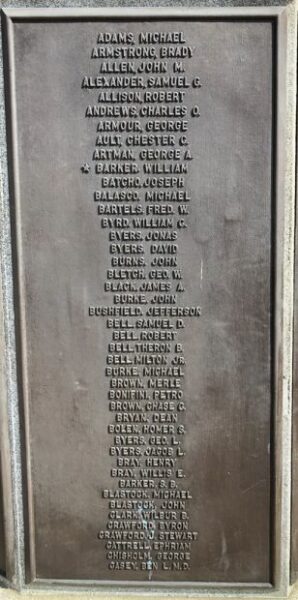 ADAMS, MICHAEL
ARMSTRONG, BRADY
ALLEN, JOHN M.
ALEXANDER, SAMUEL G.
ALLISON, ROBERT
ANDREWS, CHARLES O.
ARMOUR, GEORGE
AULT, CHESTER C.
ARTMAN, GEORGE A.
* BARKER, WILLIAM
BATCHO, JOSEPH
BALASCO, MICHAEL
BARTELS, FRED. W.
BYRD, WILLIAM G.
BYERS, JONAS
BYERS, DAVID
BURNS, JOHN
BLETCH, GEO. W.
BLACK, JAMES A.
BURKE, JOHN
BUSHFIELD, JEFFERSON
BELL, SAMUEL D.
BELL, ROBERT
BELL, THERON B.
BELL, MILTON JR.
BURKE, MICHAEL
BROWN, MERLE
BONIFINI, PETRO
BROWN, CHASE G.
BRYAN, DEAN
BOLEN, HOMER S.
BYERS, GEO. L.
BYERS, JACOB L.
BRAY, HENRY
BRAY, WILLIS E.
BARKER, S. B.
BLASTOCK, MICHAEL
BLASTOCK, JOHN
CLARK, WILBUR B.
CRAWFORD, BYRON
CRAWFORD, J. STEWART
CATTRELL, EPHRIAM
CHISHOLM, GEORGE
CASEY, BEN L. M.D.